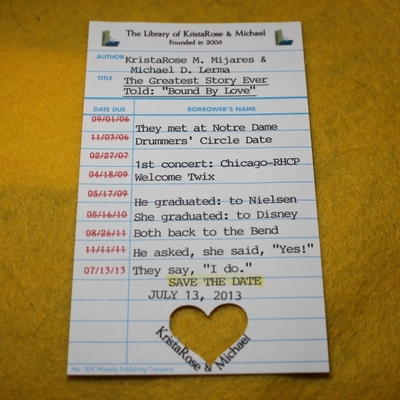 The Library of KristaRose & Michael
Founded in 2006
AUTHOR KristaRose M. Mijares &
Michael D. Lerma
TITLE The Greatest Story Ever
Told: "Bound By Love"
DATE DUE BORROWER'S NAME
09/01/06 They met at Notre Dame
11/03/06 Drummers' Circle Date
02/27/07 1st concert: Chicago-RHCP
04/18/09 Welcome Twix
05/17/09 He graduated: to Nielsen
05/16/10 She graduated: to Disney
08/26/11 Both back to the Bend
11/11/11 He asked, she said, "Yes!"
07/13/13 They say, "I do."
SAVE THE DATE
JULY 13, 2013
KristaRose & Michael
No. 309 Waverly Publishing Company